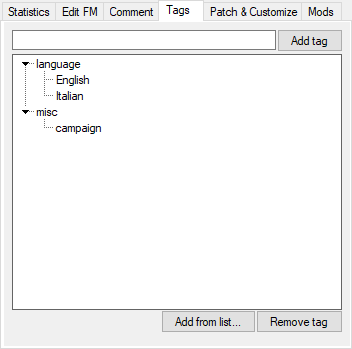 Statistics Edit FM Comment Tags Patch & Customize Mods
Add tag
language
English
Italian
misc
campaign
Add from list... Remove tag